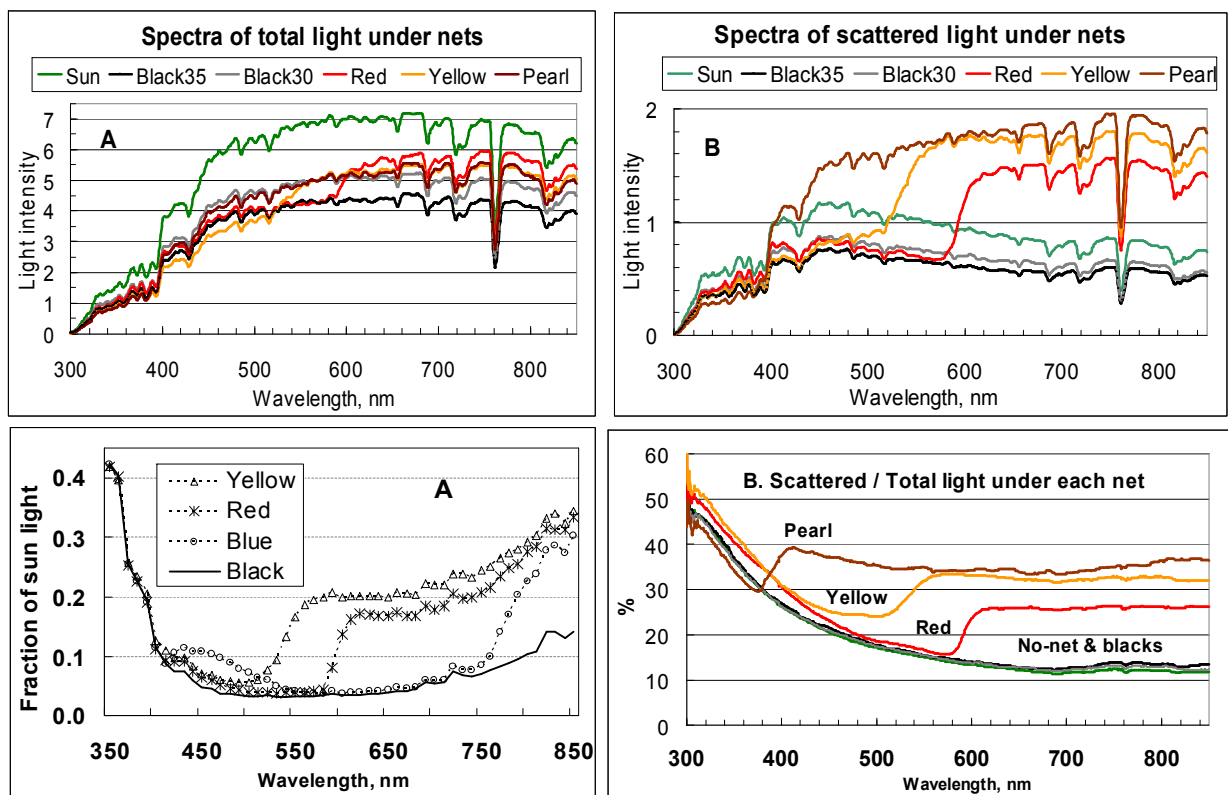 Spectra of total light under nets
Sun Black35 Black30 Red Yellow Pearl
A
7
6
5
4
3
2
1
0
Light intensity
300 400 500 600 700 800
Wavelength, nm
Spectra of scattered light under nets
Sun Black35 Black30 Red Yellow Pearl
B
2
1
0
Light intensity
300 400 500 600 700 800
Wavelength, nm
A
Yellow
Red
Blue
Black
0.4
0.3
0.2
0.1
0.0
Fraction of sun light
350 450 550 650 750 850
Wavelength, nm
B. Scattered / Total light under each net
60
50
40
30
20
10
0
%
Pearl
Yellow
Red
No-net & blacks
300 400 500 600 700 800
Wavelength, nm